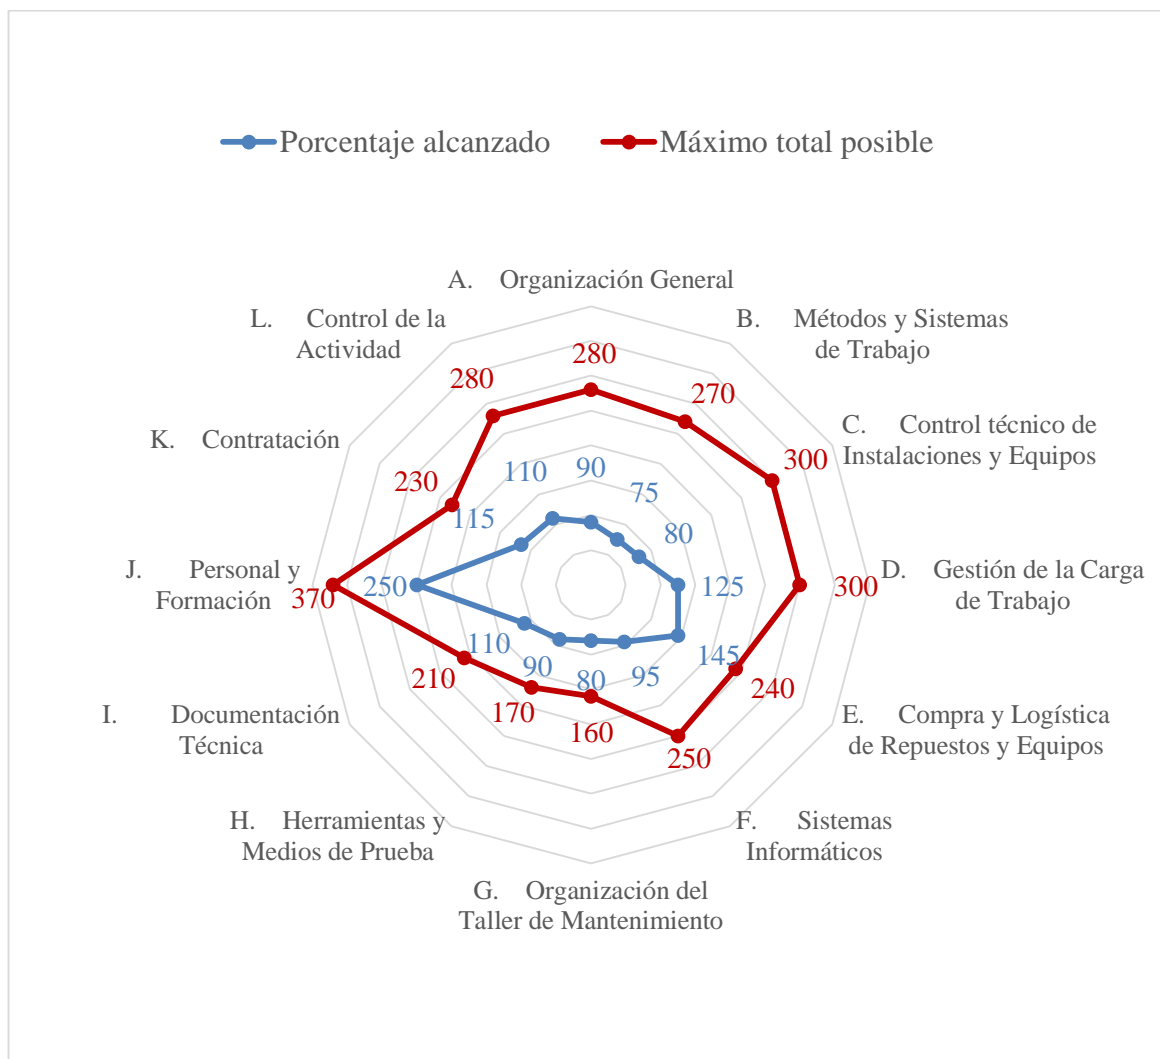 Porcentaje alcanzado
Máximo total posible
A. Organización General
B. Métodos y Sistemas
de Trabajo
C. Control técnico de
Instalaciones y Equipos
D. Gestión de la Carga
de Trabajo
E. Compra y Logística
de Repuestos y Equipos
F. Sistemas
Informáticos
G. Organización del
Taller de Mantenimiento
H. Herramientas y
Medios de Prueba
I. Documentación
Técnica
J. Personal y
Formación
K. Contratación
L. Control de la
Actividad
90
75
80
125
145
95
80
90
110
250
115
110
280
270
300
300
240
250
160
170
210
370
230
280